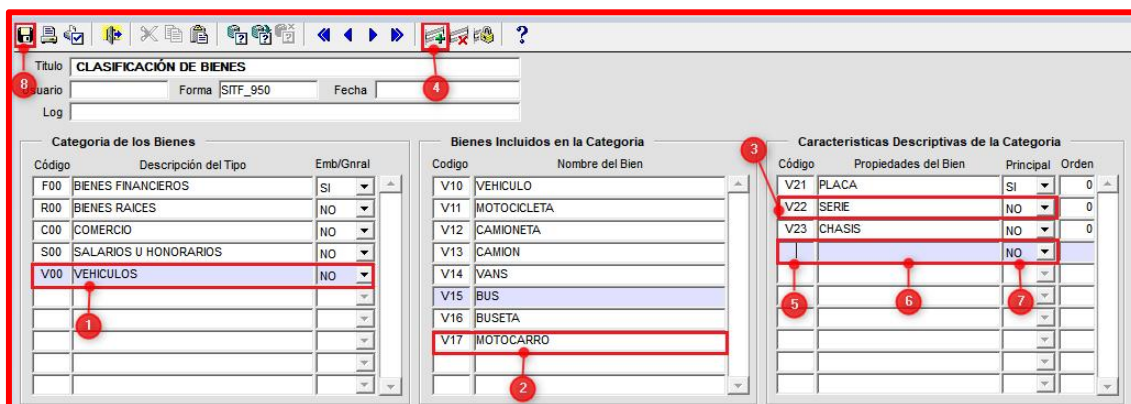 ?
8 4
Titulo CLASIFICACIÓN DE BIENES
suario Forma SITF_950 Fecha
Log
Categoria de los Bienes
Código Descripción del Tipo Emb/Gnral
F00 BIENES FINANCIEROS SI
R00 BIENES RAICES NO
C00 COMERCIO NO
S00 SALARIOS U HONORARIOS NO
V00 VEHICULOS NO
1
Bienes Incluidos en la Categoria
Codigo Nombre del Bien
V10 VEHICULO
V11 MOTOCICLETA
V12 CAMIONETA
V13 CAMION
V14 VANS
V15 BUS
V16 BUSETA
V17 MOTOCARRO
2
3
Caracteristicas Descriptivas de la Categoria
Código Propiedades del Bien Principal Orden
V21 PLACA SI 0
V22 SERIE NO 0
V23 CHASIS NO 0
NO
5 6 7